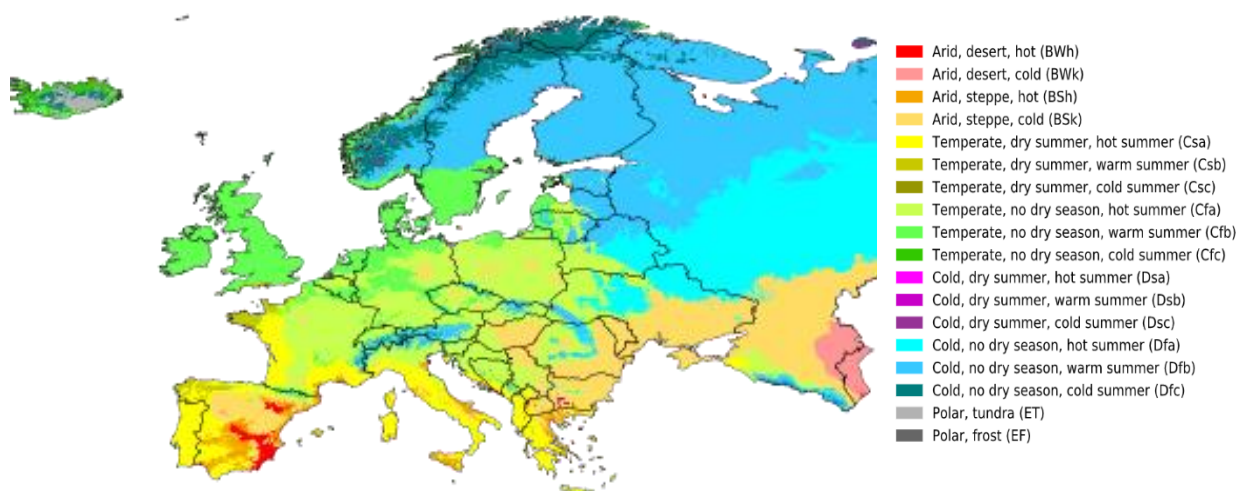 Arid, desert, hot (BWh)
Arid, desert, cold (BWk)
Arid, steppe, hot (BSh)
Arid, steppe, cold (BSk)
Temperate, dry summer, hot summer (Csa)
Temperate, dry summer, warm summer (Csb)
Temperate, dry summer, cold summer (Csc)
Temperate, no dry season, hot summer (Cfa)
Temperate, no dry season, warm summer (Cfb)
Temperate, no dry season, cold summer (Cfc)
Cold, dry summer, hot summer (Dsa)
Cold, dry summer, warm summer (Dsb)
Cold, dry summer, cold summer (Dsc)
Cold, no dry season, hot summer (Dfa)
Cold, no dry season, warm summer (Dfb)
Cold, no dry season, cold summer (Dfc)
Polar, tundra (ET)
Polar, frost (EF)